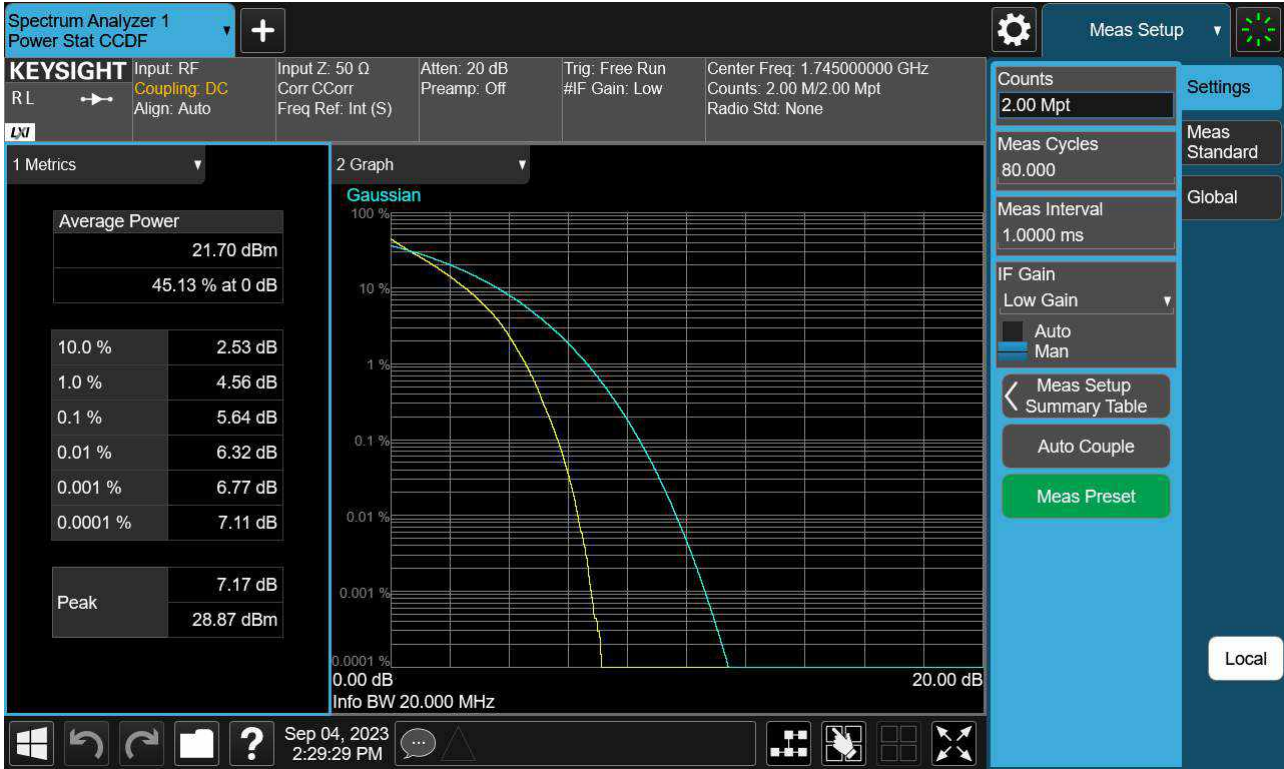 Spectrum Analyzer 1
Power Stat CCDF
Meas Setup
KEYSIGHT
R L
LXI
Input: RF
Coupling: DC
Align: Auto
Input Z: 50 Ω
Corr CCorr
Freq Ref: Int (S)
Atten: 20 dB
Preamp: Off
Trig: Free Run
#IF Gain: Low
Center Freq: 1.745000000 GHz
Counts: 2.00 M/2.00 Mpt
Radio Std: None
1 Metrics
Average Power
21.70 dBm
45.13 % at 0 dB
10.0 % 2.53 dB
1.0 % 4.56 dB
0.1 % 5.64 dB
0.01 % 6.32 dB
0.001 % 6.77 dB
0.0001 % 7.11 dB
Peak
7.17 dB
28.87 dBm
2 Graph
Gaussian
100 %
10 %
1 %
0.1 %
0.01 %
0.001 %
0.0001 %
0.00 dB 20.00 dB
Info BW 20.000 MHz
Counts
2.00 Mpt
Meas Cycles
80.000
Meas Interval
1.0000 ms
IF Gain
Low Gain
Auto
Man
Meas Setup
Summary Table
Auto Couple
Meas Preset
Settings
Meas
Standard
Global
Local
?
Sep 04, 2023
2:29:29 PM